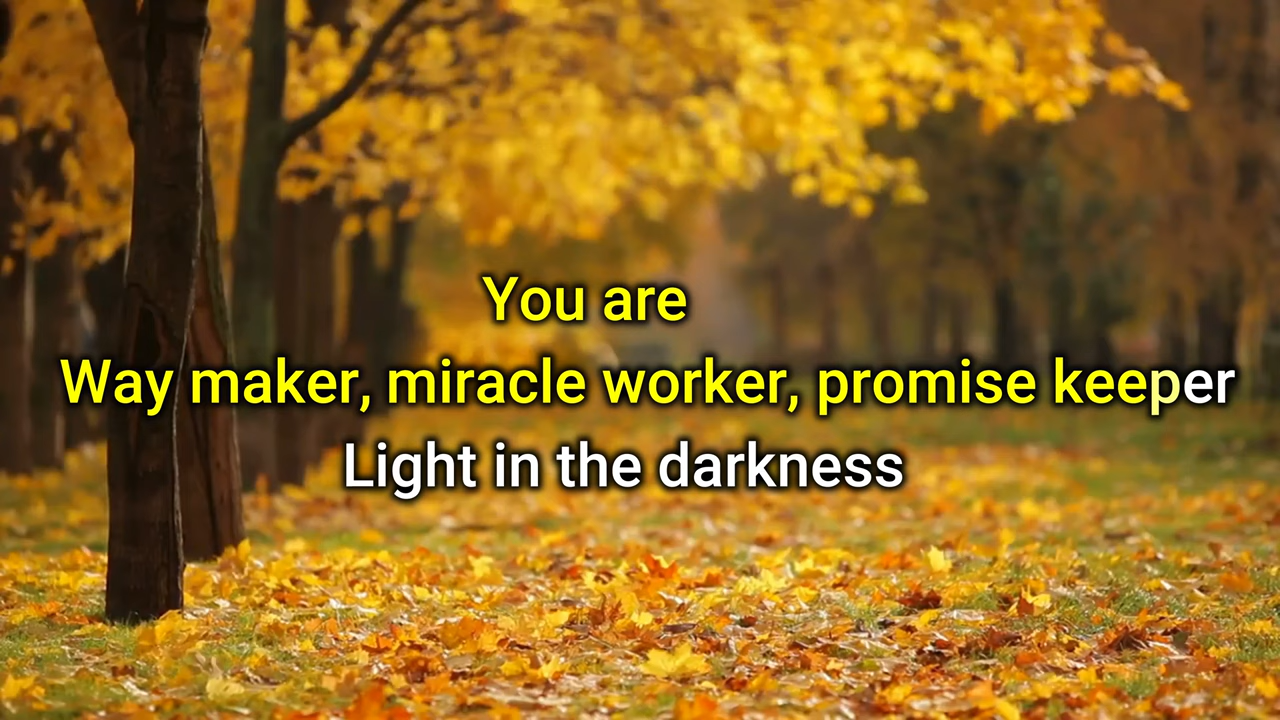 You are
Way maker, miracle worker, promise keeper
Light in the darkness